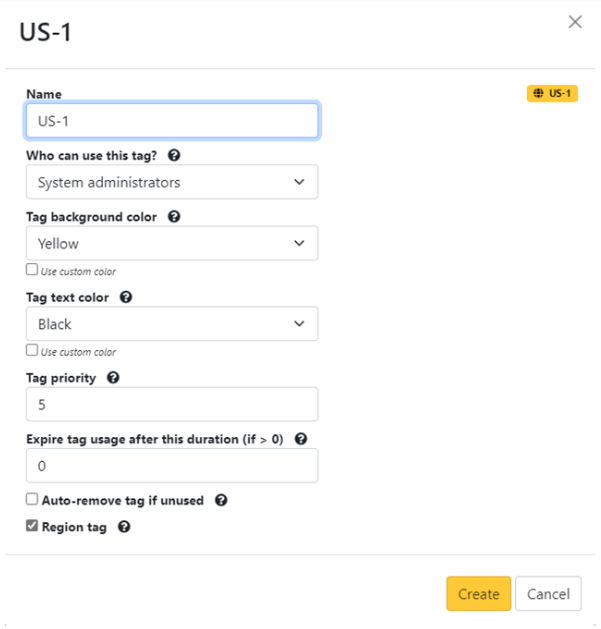 US-1
Name
US-1
US-1
Who can use this tag?
System administrators
Tag background color
Yellow
Use custom color
Tag text color
Black
Use custom color
Tag priority
5
Expire tag usage after this duration (if > 0)
0
Auto-remove tag if unused
Region tag
Create Cancel